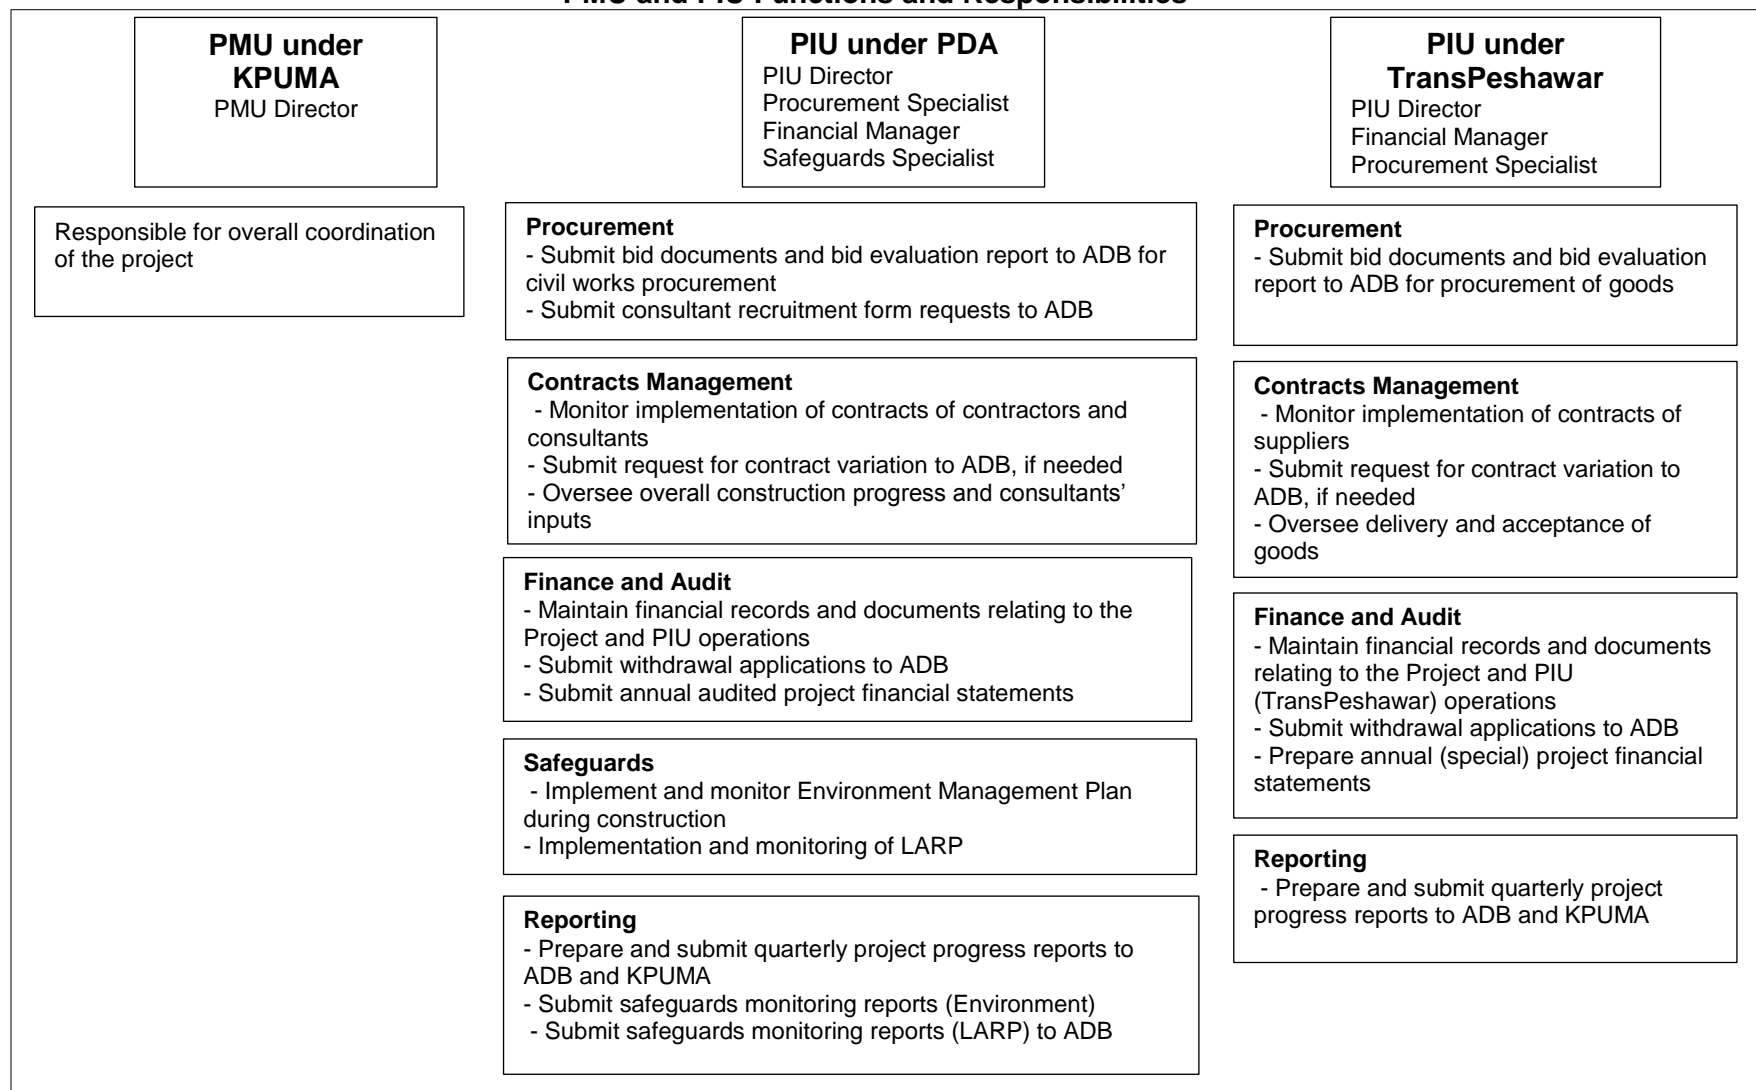 PMU and PIU Functions and Responsibilities
PMU under
KPUMA
PMU Director
Responsible for overall coordination
of the project
PIU under PDA
PIU Director
Procurement Specialist
Financial Manager
Safeguards Specialist
Procurement
- Submit bid documents and bid evaluation report to ADB for
civil works procurement
- Submit consultant recruitment form requests to ADB
Contracts Management
- Monitor implementation of contracts of contractors and
consultants
- Submit request for contract variation to ADB, if needed
- Oversee overall construction progress and consultants’
inputs
Finance and Audit
- Maintain financial records and documents relating to the
Project and PIU operations
- Submit withdrawal applications to ADB
- Submit annual audited project financial statements
Safeguards
- Implement and monitor Environment Management Plan
during construction
- Implementation and monitoring of LARP
Reporting
- Prepare and submit quarterly project progress reports to
ADB and KPUMA
- Submit safeguards monitoring reports (Environment)
- Submit safeguards monitoring reports (LARP) to ADB
PIU under
TransPeshawar
PIU Director
Financial Manager
Procurement Specialist
Procurement
- Submit bid documents and bid evaluation
report to ADB for procurement of goods
Contracts Management
- Monitor implementation of contracts of
suppliers
- Submit request for contract variation to
ADB, if needed
- Oversee delivery and acceptance of
goods
Finance and Audit
- Maintain financial records and documents
relating to the Project and PIU
(TransPeshawar) operations
- Submit withdrawal applications to ADB
- Prepare annual (special) project financial
statements
Reporting
- Prepare and submit quarterly project
progress reports to ADB and KPUMA